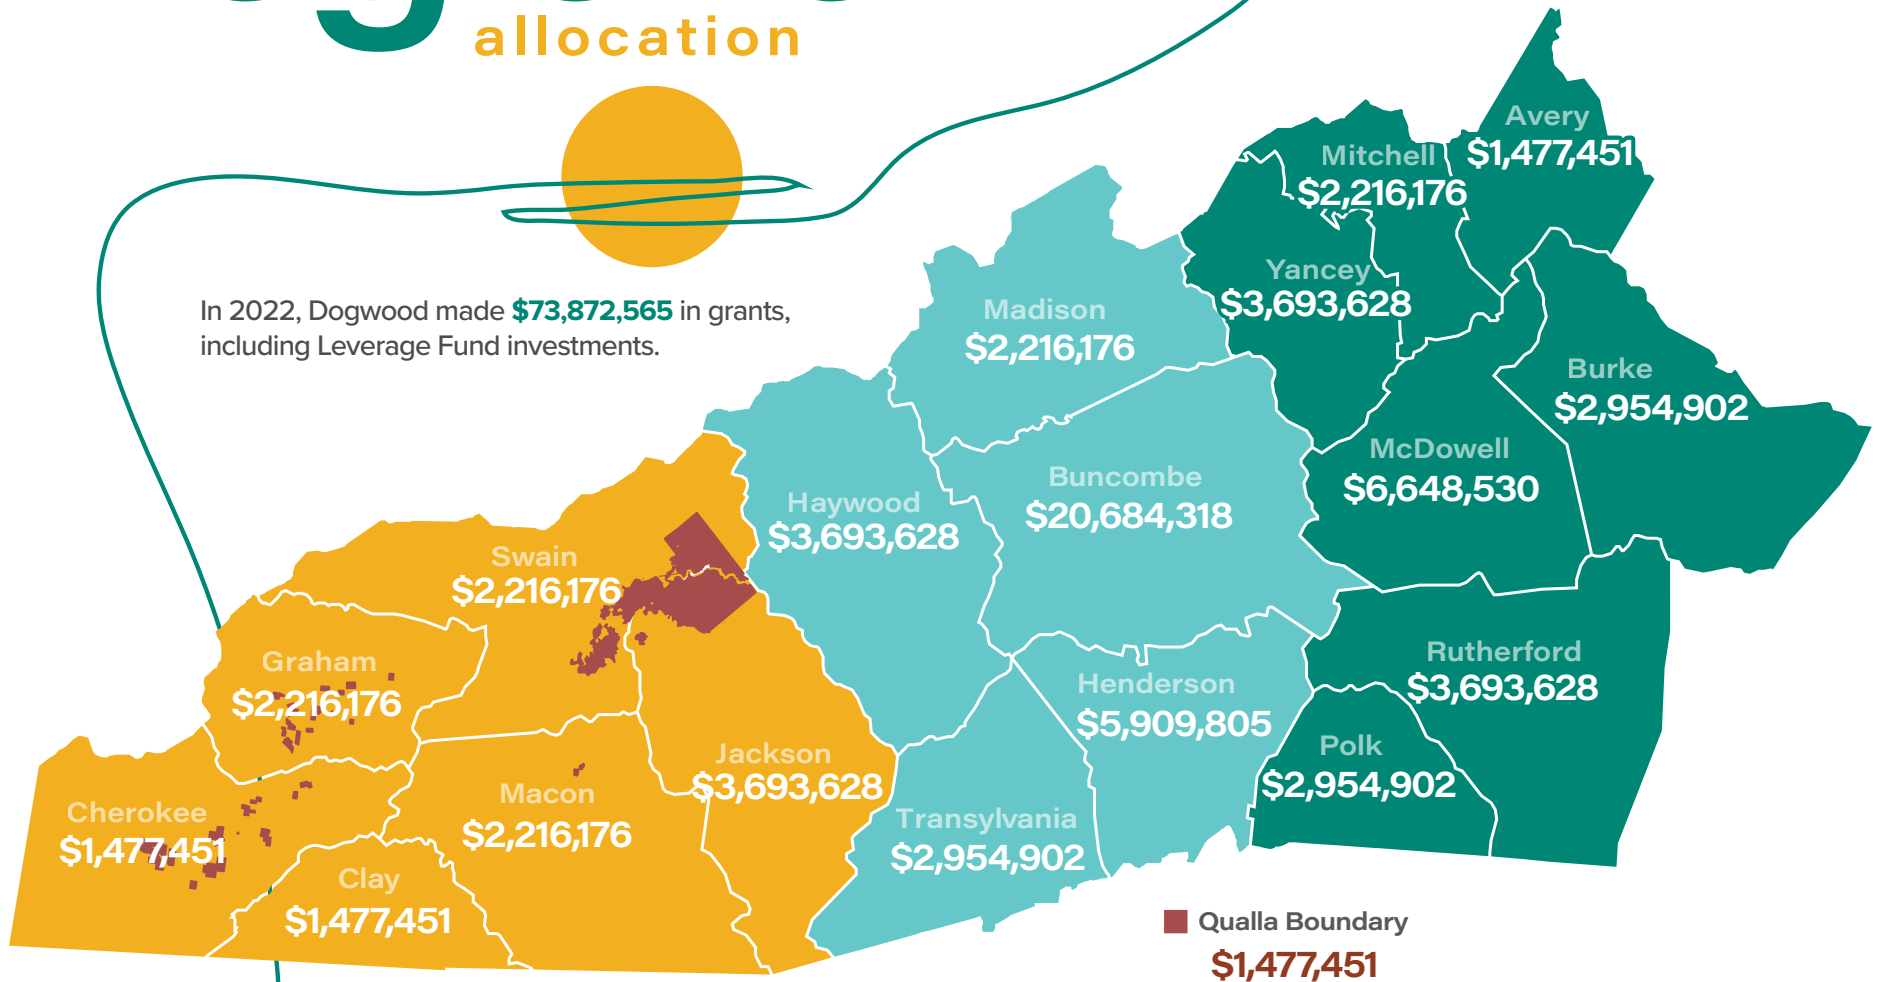 allocation
In 2022, Dogwood made $73,872,565 in grants,
including Leverage Fund investments.
Avery
$1,477,451
Mitchell
$2,216,176
Yancey
$3,693,628
Madison
$2,216,176
Burke
$2,954,902
McDowell
$6,648,530
Buncombe
$20,684,318
Haywood
$3,693,628
Swain
$2,216,176
Graham
$2,216,176
Rutherford
$3,693,628
Henderson
$5,909,805
Polk
$2,954,902
Jackson
$3,693,628
Macon
$2,216,176
Cherokee
$1,477,451
Transylvania
$2,954,902
Clay
$1,477,451
Qualla Boundary
$1,477,451